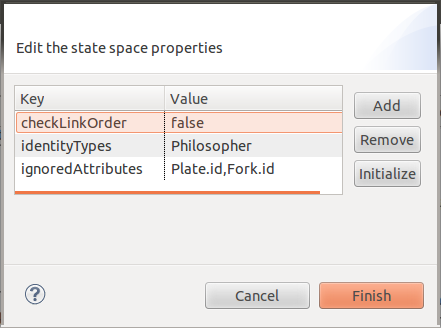 Edit the state space properties
Key Value
checkLinkOrder false
identityTypes Philosopher
ignoredAttributes Plate.id,Fork.id
Add
Remove
Initialize
?
Cancel Finish